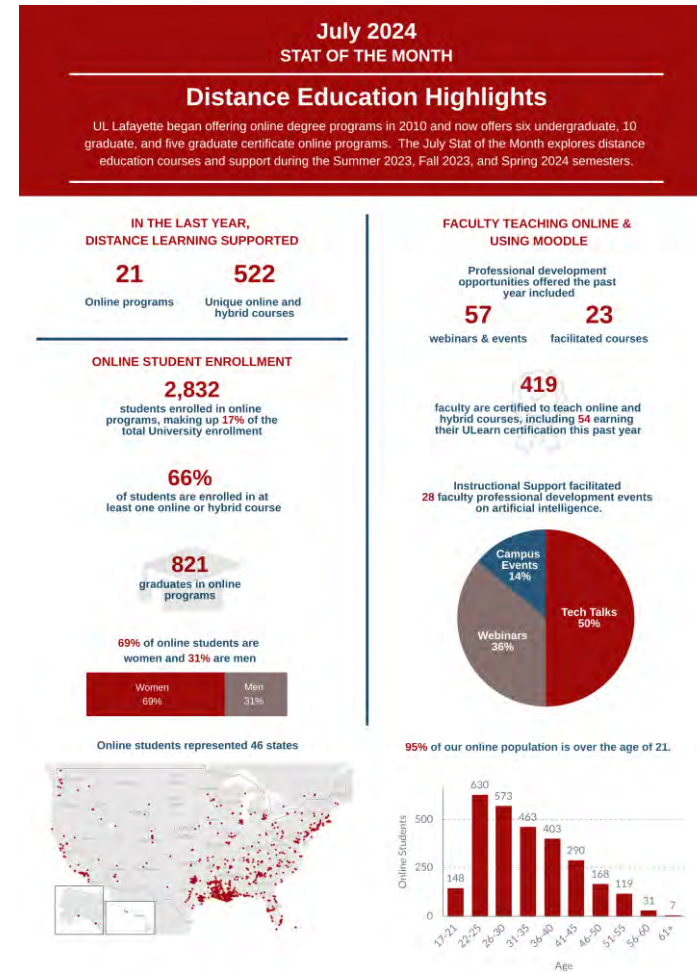 July 2024
STAT OF THE MONTH
Distance Education Highlights
UL Lafayette began offering online degree programs in 2010 and now offers six undergraduate, 10
graduate, and five graduate certificate online programs. The July Stat of the Month explores distance
education courses and support during the Summer 2023, Fall 2023, and Spring 2024 semesters.
IN THE LAST YEAR,
DISTANCE LEARNING SUPPORTED
21
Online programs
522
Unique online and
hybrid courses
ONLINE STUDENT ENROLLMENT
2,832
students enrolled in online
programs, making up 17% of the
total University enrollment
66%
of students are enrolled in at
least one online or hybrid course
821
graduates in online
programs
69% of online students are
women and 31% are men
Women
69%
Men
31%
Online students represented 46 states
FACULTY TEACHING ONLINE &
USING MOODLE
Professional development
opportunities offered the past
year included
57
webinars & events
23
facilitated courses
419
faculty are certified to teach online and
hybrid courses, including 54 earning
their ULearn certification this past year
Instructional Support facilitated
28 faculty professional development events
on artificial intelligence.
Campus
Events
14%
Tech Talks
50%
Webinars
36%
95% of our online population is over the age of 21.
Online Students
500
250
0
148
630
573
463
403
290
168
119
31
7
17-21
22-25
26-30
31-35
36-40
41-45
46-50
51-55
56-60
61+
Age